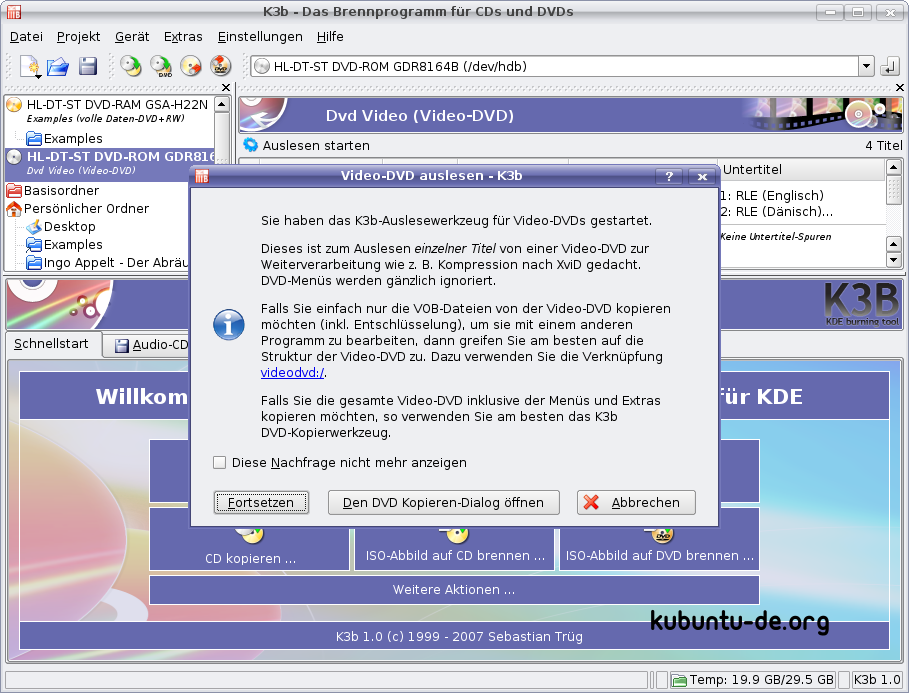 K3b - Das Brennprogramm für CDs und DVDs
Datei Projekt Gerät Extras Einstellungen Hilfe
DVD
HL-DT-ST DVD-ROM GDR8164B (/dev/hdb)
HL-DT-ST DVD-RAM GSA-H22N
Examples (volle Daten-DVD+RW)
Examples
HL-DT-ST DVD-ROM GDR816
Dvd Video (Video-DVD)
Basisordner
Persönlicher Ordner
Desktop
Examples
Ingo Appelt - Der Abräu
Dvd Video (Video-DVD)
Auslesen starten
4 Titel
Untertitel
1: RLE (Englisch)
2: RLE (Dänisch)...
Keine Untertitel-Spuren
K3B
KDE burning tool
Video-DVD auslesen - K3b
Sie haben das K3b-Auslesewerkzeug für Video-DVDs gestartet.
Dieses ist zum Auslesen einzelner Titel von einer Video-DVD zur
Weiterverarbeitung wie z. B. Kompression nach XviD gedacht.
DVD-Menüs werden gänzlich ignoriert.
Falls Sie einfach nur die VOB-Dateien von der Video-DVD kopieren
möchten (inkl. Entschlüsselung), um sie mit einem anderen
Programm zu bearbeiten, dann greifen Sie am besten auf die
Struktur der Video-DVD zu. Dazu verwenden Sie die Verknüpfung
videodvd:/.
Falls Sie die gesamte Video-DVD inklusive der Menüs und Extras
kopieren möchten, so verwenden Sie am besten das K3b
DVD-Kopierwerkzeug.
Diese Nachfrage nicht mehr anzeigen
Fortsetzen
Den DVD Kopieren-Dialog öffnen
Abbrechen
Schnellstart
Audio-CD
Willkom
für KDE
CD kopieren ...
ISO-Abbild auf CD brennen ...
ISO-Abbild auf DVD brennen ...
Weitere Aktionen ...
kubuntu-de.org
K3b 1.0 (c) 1999 - 2007 Sebastian Trüg
Temp: 19.9 GB/29.5 GB
K3b 1.0